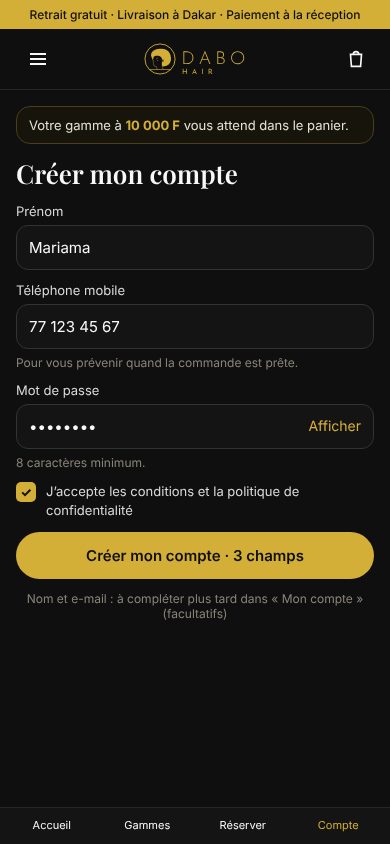 Retrait gratuit · Livraison à Dakar · Paiement à la réception
DABO
HAIR
Votre gamme à 10 000 F vous attend dans le panier.
Créer mon compte
Prénom
Mariama
Téléphone mobile
77 123 45 67
Pour vous prévenir quand la commande est prête.
Mot de passe
•••••••• Afficher
8 caractères minimum.
J’accepte les conditions et la politique de
confidentialité
Créer mon compte · 3 champs
Nom et e-mail : à compléter plus tard dans « Mon compte »
(facultatifs)
Accueil Gammes Réserver Compte